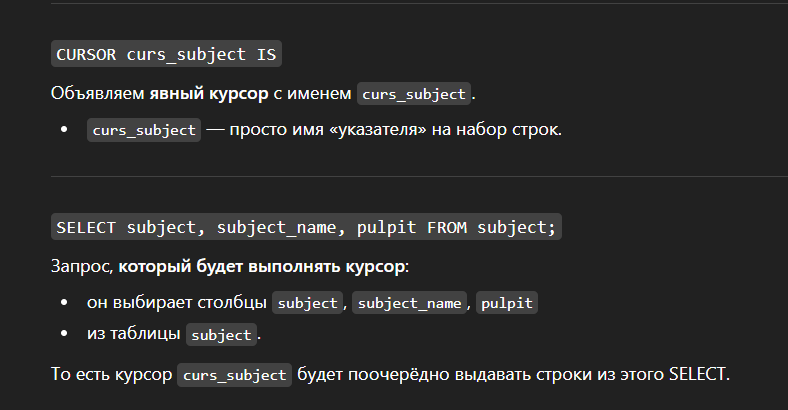 CURSOR curs_subject IS
Объявляем явный курсор с именем curs_subject.
• curs_subject — просто имя «указателя» на набор строк.
SELECT subject, subject_name, pulpit FROM subject;
Запрос, который будет выполнять курсор:
• он выбирает столбцы subject, subject_name, pulpit
• из таблицы subject.
То есть курсор curs_subject будет поочерёдно выдавать строки из этого SELECT.